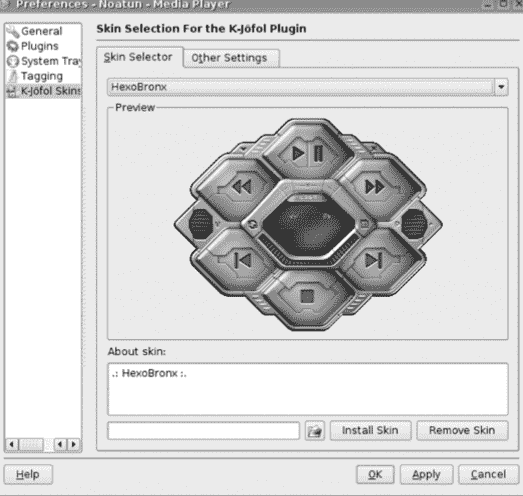 Preferences - Noatun - Media Player
General
Plugins
System Tra
Tagging
K-Jöfol Skins
Skin Selection For the K-Jöfol Plugin
Skin Selector
Other Settings
HexoBronx
Preview
About skin:
.: HexoBronx :.
Install Skin
Remove Skin
Help
OK
Apply
Cancel